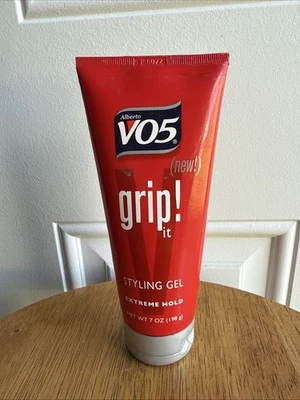 Alberto
VO5®
(new!)
grip!
it
STYLING GEL
EXTREME HOLD
NET WT 7 OZ (198 g)